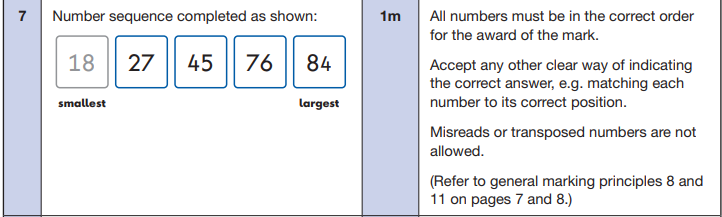 7
Number sequence completed as shown:
18 27 45 76 84
smallest largest
1m
All numbers must be in the correct order
for the award of the mark.
Accept any other clear way of indicating
the correct answer, e.g. matching each
number to its correct position.
Misreads or transposed numbers are not
allowed.
(Refer to general marking principles 8 and
11 on pages 7 and 8.)